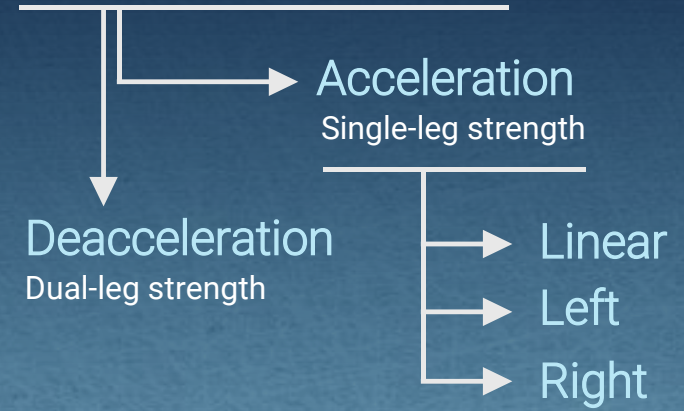 Acceleration
Single-leg strength
Deacceleration
Dual-leg strength
Linear
Left
Right